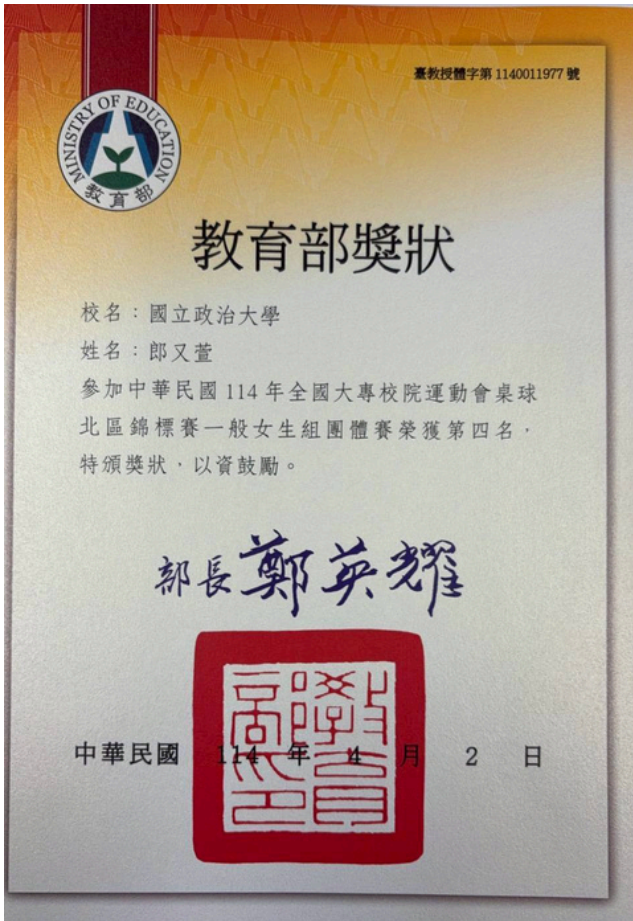 臺教授體字第 1140011977 號
MINISTRY OF EDUCATION
教育部
教育部獎狀
校名：國立政治大學
姓名：郎又萱
參加中華民國 114 年全國大專校院運動會桌球
北區錦標賽一般女生組團體賽榮獲第四名，
特頒獎狀，以資鼓勵。
部長鄭英耀
教育部印
中華民國 114 年 4 月 2 日